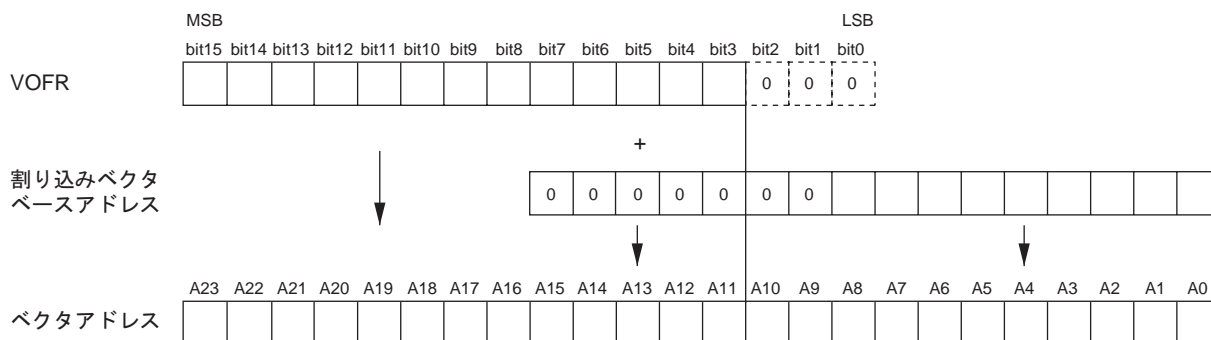 MSB LSB
bit15 bit14 bit13 bit12 bit11 bit10 bit9 bit8 bit7 bit6 bit5 bit4 bit3 bit2 bit1 bit0
VOFR 0 0 0
+
割り込みベクタ
ベースアドレス 0 0 0 0 0 0 0
A23 A22 A21 A20 A19 A18 A17 A16 A15 A14 A13 A12 A11 A10 A9 A8 A7 A6 A5 A4 A3 A2 A1 A0
ベクタアドレス